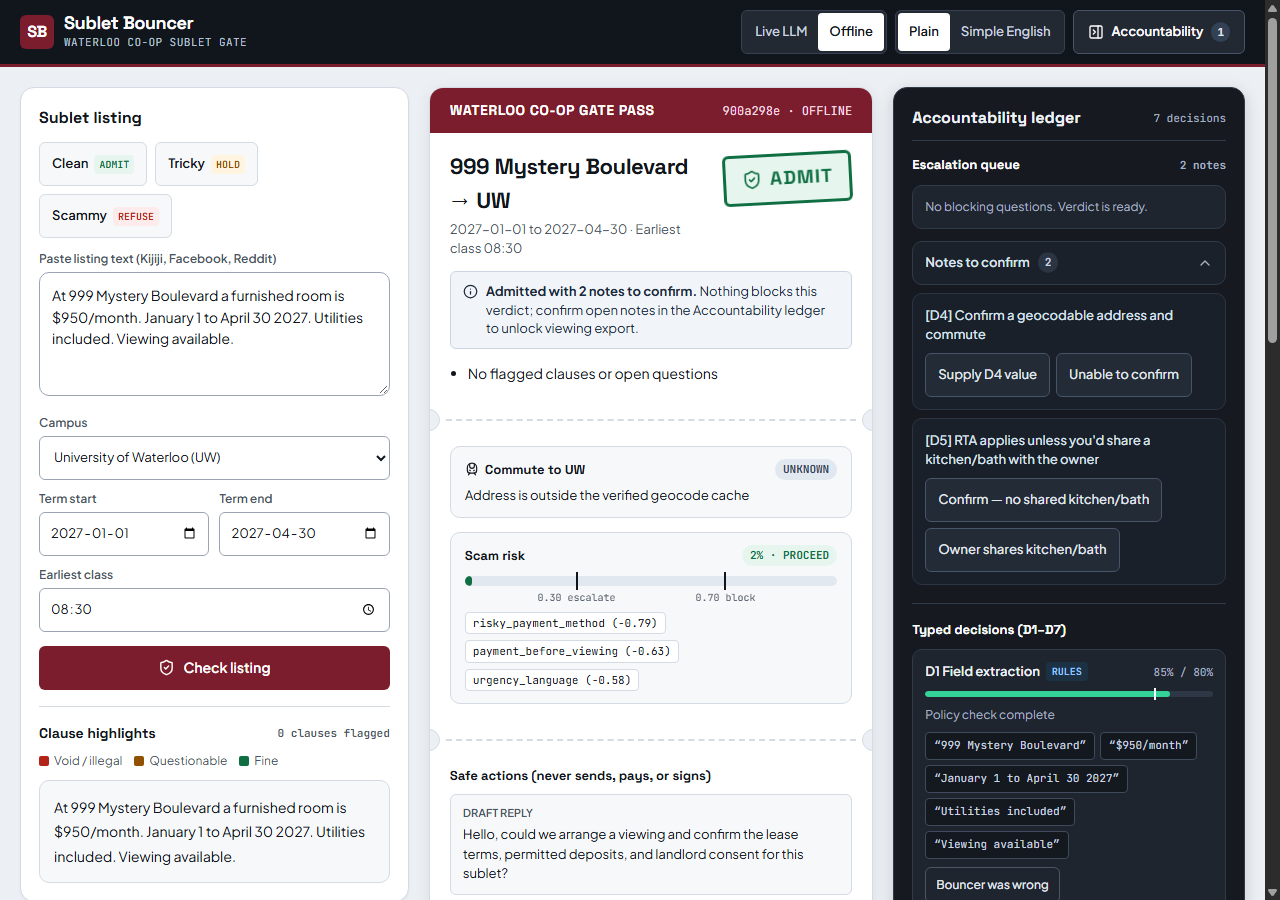 SB
Sublet Bouncer
WATERLOO CO-OP SUBLET GATE
Live LLM
Offline
Plain
Simple English
Accountability 1
Sublet listing
Clean ADMIT
Tricky HOLD
Scammy REFUSE
Paste listing text (Kijiji, Facebook, Reddit)
At 999 Mystery Boulevard a furnished room is
$950/month. January 1 to April 30 2027. Utilities
included. Viewing available.
Campus
University of Waterloo (UW)
Term start
Term end
2027-01-01
2027-04-30
Earliest class
08:30
Check listing
Clause highlights
0 clauses flagged
Void / illegal
Questionable
Fine
At 999 Mystery Boulevard a furnished room is
$950/month. January 1 to April 30 2027. Utilities
included. Viewing available.
WATERLOO CO-OP GATE PASS
900a298e · OFFLINE
999 Mystery Boulevard
→ UW
ADMIT
2027-01-01 to 2027-04-30 · Earliest
class 08:30
Admitted with 2 notes to confirm. Nothing blocks this
verdict; confirm open notes in the Accountability ledger
to unlock viewing export.
• No flagged clauses or open questions
Commute to UW
UNKNOWN
Address is outside the verified geocode cache
Scam risk
2% · PROCEED
0.30 escalate
0.70 block
risky_payment_method (-0.79)
payment_before_viewing (-0.63)
urgency_language (-0.58)
Safe actions (never sends, pays, or signs)
DRAFT REPLY
Hello, could we arrange a viewing and confirm the lease
terms, permitted deposits, and landlord consent for this
sublet?
Accountability ledger
7 decisions
Escalation queue
2 notes
No blocking questions. Verdict is ready.
Notes to confirm 2
[D4] Confirm a geocodable address and
commute
Supply D4 value
Unable to confirm
[D5] RTA applies unless you'd share a
kitchen/bath with the owner
Confirm — no shared kitchen/bath
Owner shares kitchen/bath
Typed decisions (D1–D7)
D1 Field extraction RULES
85% / 80%
Policy check complete
“999 Mystery Boulevard”
“$950/month”
“January 1 to April 30 2027”
“Utilities included”
“Viewing available”
Bouncer was wrong